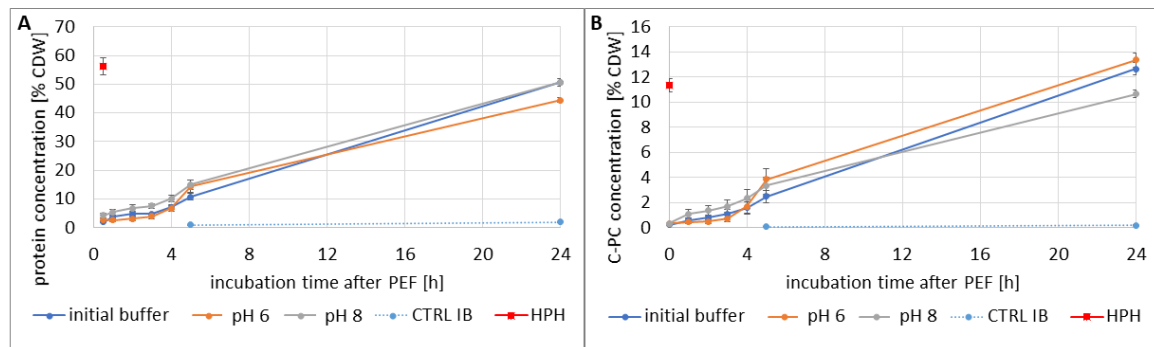 A
protein concentration [% CDW]
70
60
50
40
30
20
10
0
0 4 8 12 16 20 24
incubation time after PEF [h]
initial buffer pH 6 pH 8 CTRL IB HPH
B
C-PC concentration [% CDW]
16
14
12
10
8
6
4
2
0
0 4 8 12 16 20 24
incubation time after PEF [h]
initial buffer pH 6 pH 8 CTRL IB HPH